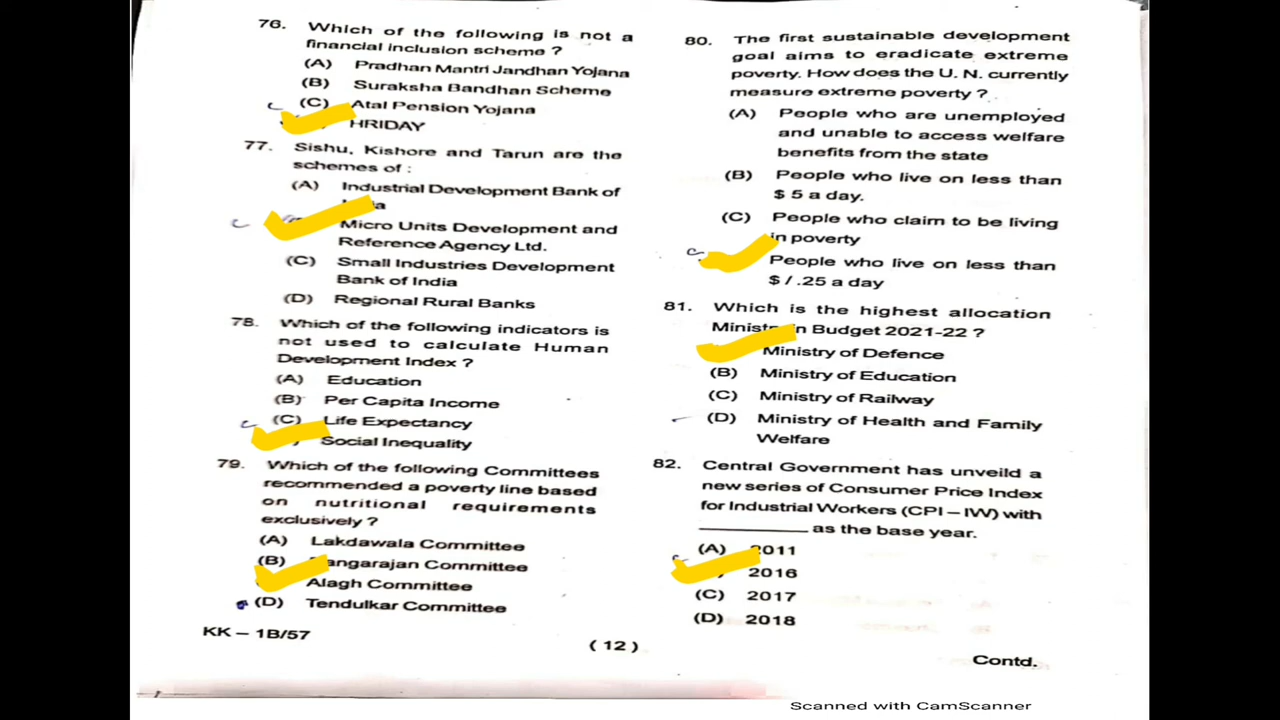 76. Which of the following is not a
financial inclusion scheme ?
(A) Pradhan Mantri Jandhan Yojana
(B) Suraksha Bandhan Scheme
(C) Atal Pension Yojana
HRIDAY
77. Sishu, Kishore and Tarun are the
schemes of :
(A) Industrial Development Bank of
Micro Units Development and
Reference Agency Ltd.
(C) Small Industries Development
Bank of India
(D) Regional Rural Banks
78. Which of the following indicators is
not used to calculate Human
Development Index ?
(A) Education
(B) Per Capita Income
(C) Life Expectancy
Social Inequality
79. Which of the following Committees
recommended a poverty line based
on nutritional requirements
exclusively ?
(A) Lakdawala Committee
(B) angarajan Committee
Alagh Committee
(D) Tendulkar Committee
KK – 1B/57
( 12 )
80. The first sustainable development
goal aims to eradicate extreme
poverty. How does the U. N. currently
measure extreme poverty ?
(A) People who are unemployed
and unable to access welfare
benefits from the state
(B) People who live on less than
$ 5 a day.
(C) People who claim to be living
in poverty
People who live on less than
$ / .25 a day
81. Which is the highest allocation
Ministry in Budget 2021-22 ?
Ministry of Defence
(B) Ministry of Education
(C) Ministry of Railway
(D) Ministry of Health and Family
Welfare
82. Central Government has unveild a
new series of Consumer Price Index
for Industrial Workers (CPI – IW) with
__________ as the base year.
(A) 2011
2016
(C) 2017
(D) 2018
Contd.
Scanned with CamScanner